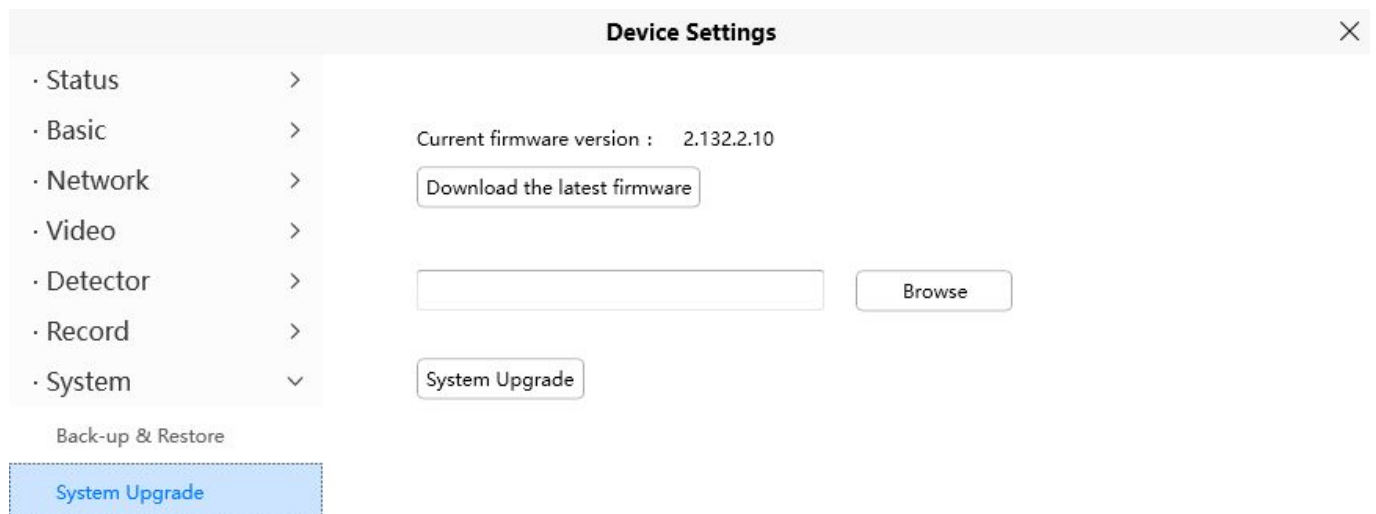 Device Settings
· Status
· Basic
· Network
· Video
· Detector
· Record
· System
Back-up & Restore
System Upgrade
Current firmware version : 2.132.2.10
Download the latest firmware
Browse
System Upgrade